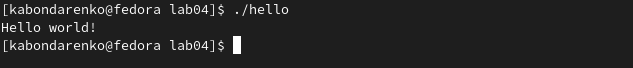 [kabondarenko@fedora lab04]$ ./hello
Hello world!
[kabondarenko@fedora lab04]$